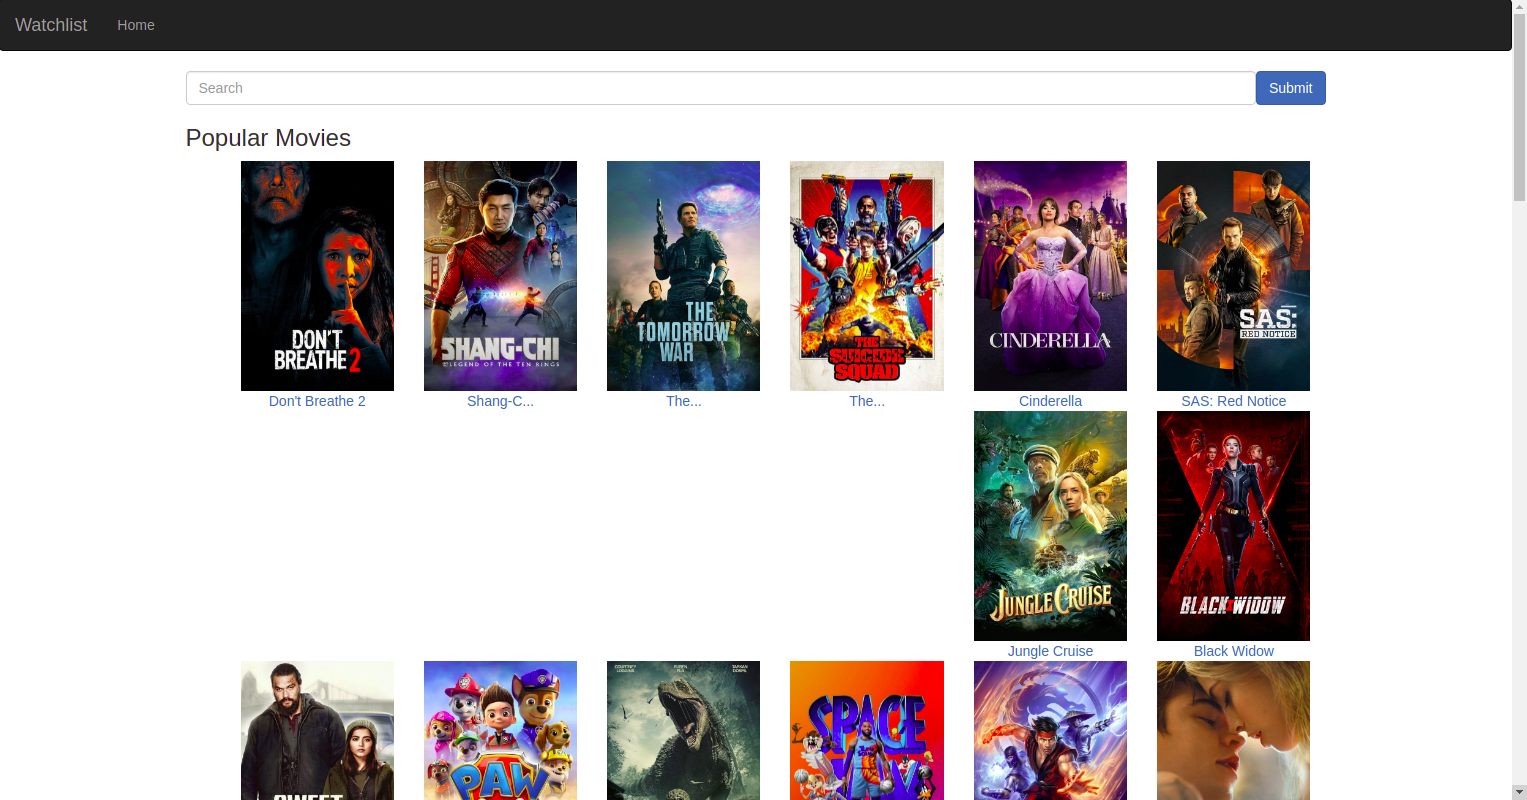 Watchlist Home
Search Submit
Popular Movies
DON'T
BREATHE 2
SHANG-CHI
AND THE LEGEND OF THE TEN RINGS
THE
TOMORROW
WAR
THE
SUICIDE
SQUAD
CINDERELLA
SAS:
RED NOTICE
Don't Breathe 2
Shang-C...
The...
The...
Cinderella
SAS: Red Notice
JUNGLE CRUISE
BLACK WIDOW
Jungle Cruise
Black Widow
SWEET
PAW
SPACE
JAM